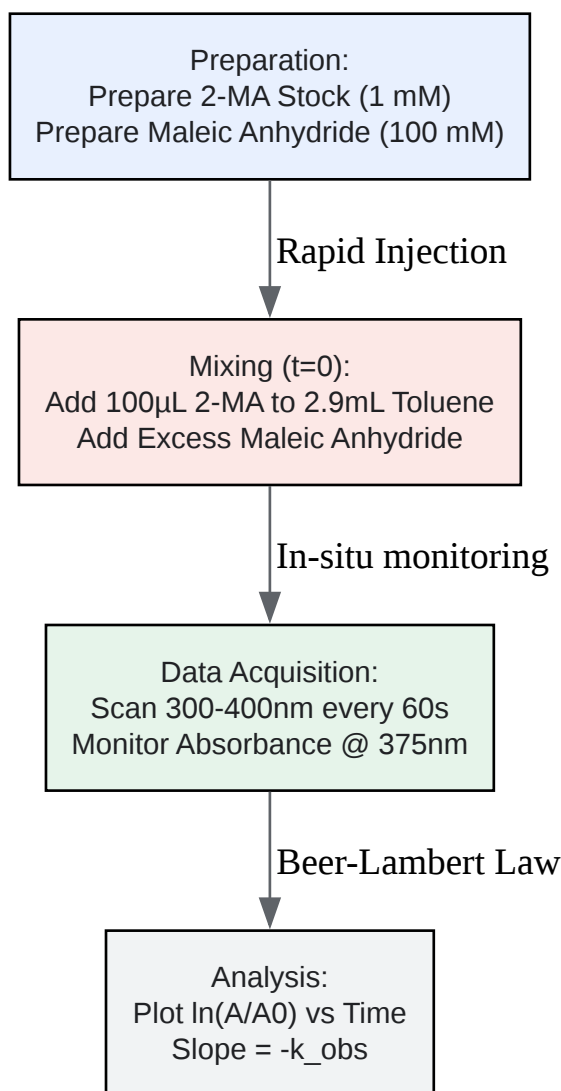 Preparation:
Prepare 2-MA Stock (1 mM)
Prepare Maleic Anhydride (100 mM)
Rapid Injection
Mixing (t=0):
Add 100µL 2-MA to 2.9mL Toluene
Add Excess Maleic Anhydride
In-situ monitoring
Data Acquisition:
Scan 300-400nm every 60s
Monitor Absorbance @ 375nm
Beer-Lambert Law
Analysis:
Plot ln(A/A0) vs Time
Slope = -k_obs